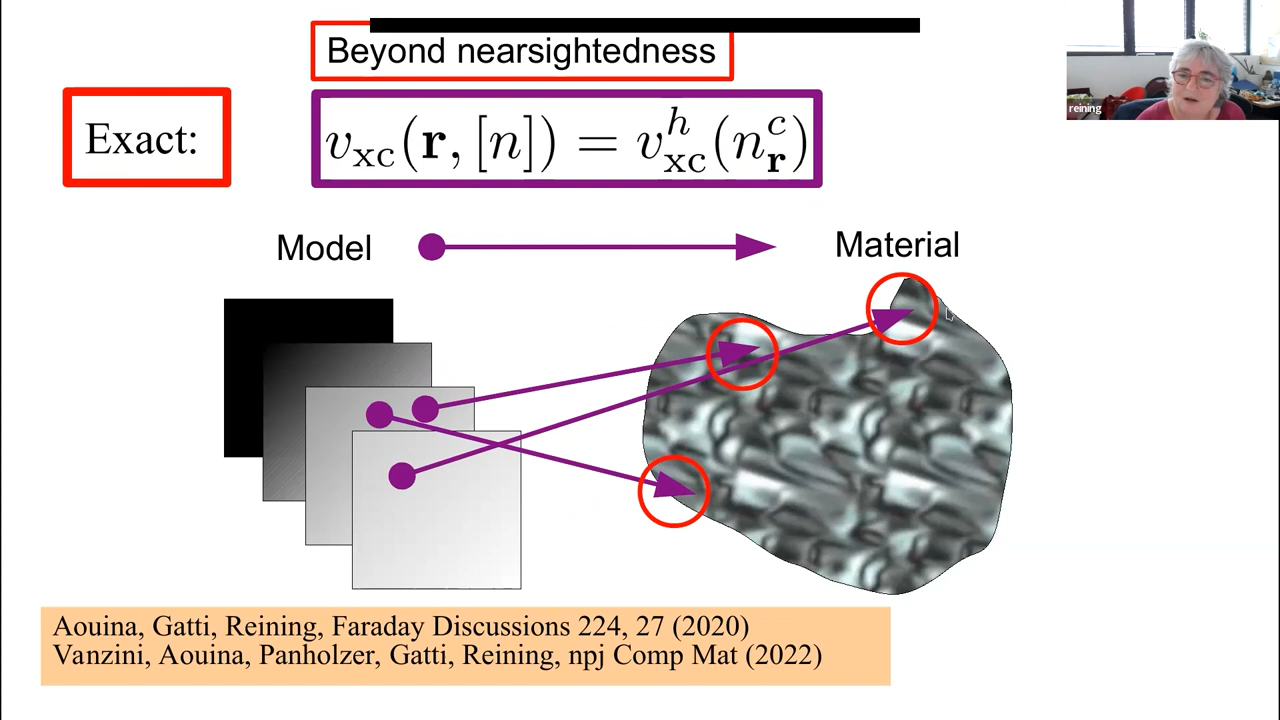 Beyond nearsightedness
reining
Exact:
v_xc(r, [n]) = v^h_xc(n^c_r)
Model
Material
Aouina, Gatti, Reining, Faraday Discussions 224, 27 (2020)
Vanzini, Aouina, Panholzer, Gatti, Reining, npj Comp Mat (2022)